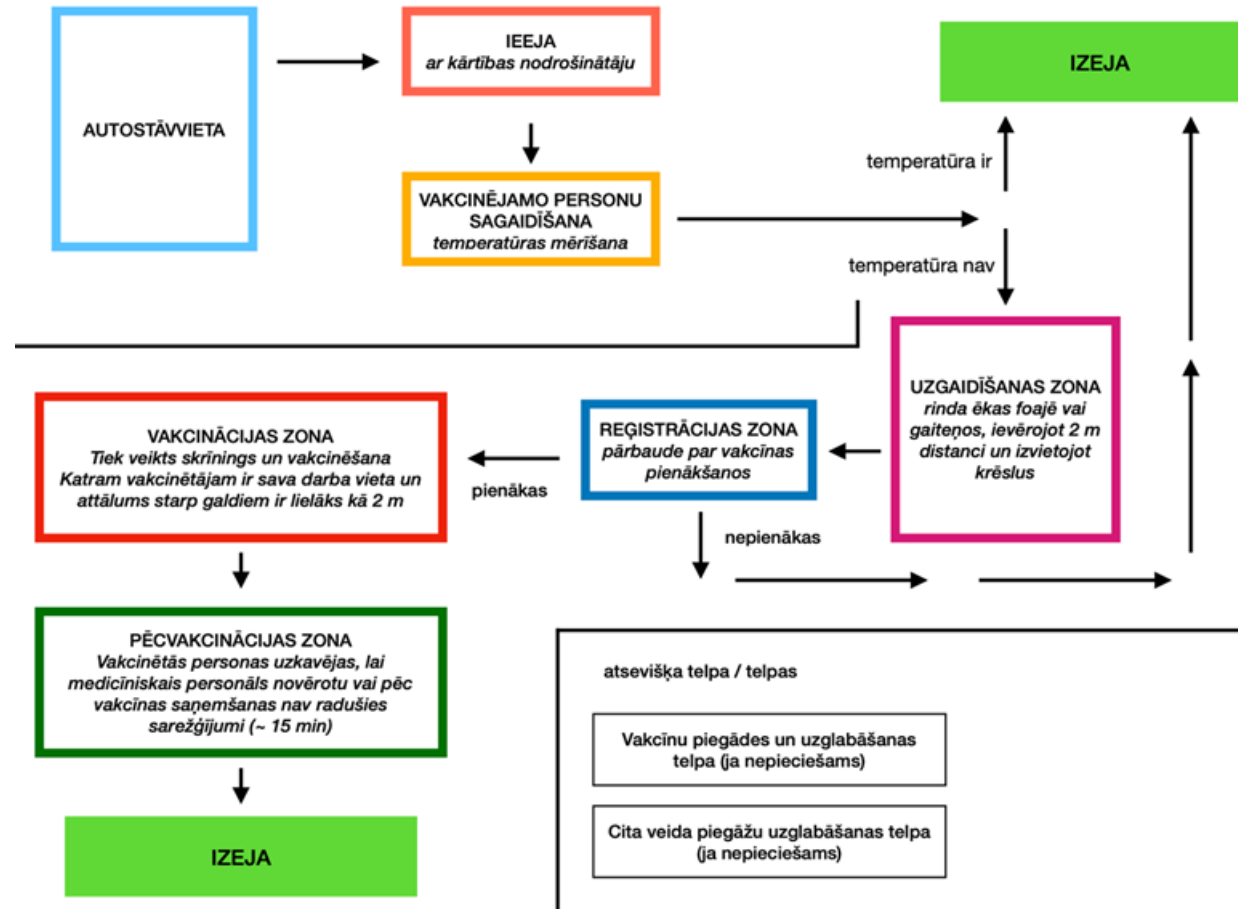 AUTOSTĀVVIETA
IEEJA
ar kārtības nodrošinātāju
IZEJA
VAKCINĒJAMO PERSONU
SAGAIDĪŠANA
temperatūras mērīšana
temperatūra ir
temperatūra nav
UZGAIDĪŠANAS ZONA
rinda ēkas foajē vai
gaiteņos, ievērojot 2 m
distanci un izvietojot
krēslus
REĢISTRĀCIJAS ZONA
pārbaude par vakcīnas
pienākšanos
pienākas
nepienākas
VAKCINĀCIJAS ZONA
Tiek veikts skrīnings un vakcinēšana
Katram vakcinētājam ir sava darba vieta un
attālums starp galdiem ir lielāks kā 2 m
PĒCVAKCINĀCIJAS ZONA
Vakcinētās personas uzkavējas, lai
medicīniskais personāls novērotu vai pēc
vakcīnas saņemšanas nav radušies
sarežģījumi (~ 15 min)
IZEJA
atsevišķa telpa / telpas
Vakcīnu piegādes un uzglabāšanas
telpa (ja nepieciešams)
Cita veida piegāžu uzglabāšanas telpa
(ja nepieciešams)